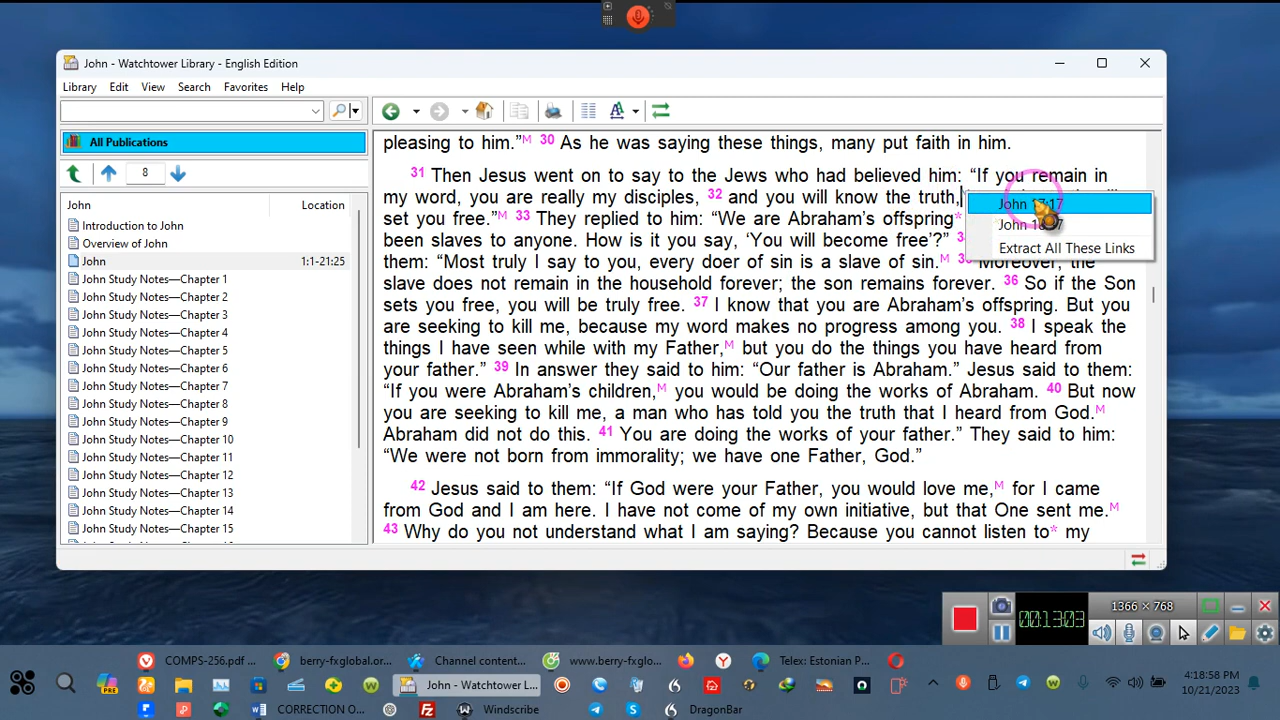 John - Watchtower Library - English Edition
Library Edit View Search Favorites Help
All Publications
8
John Location
Introduction to John
Overview of John
John 1:1-21:25
John Study Notes—Chapter 1
John Study Notes—Chapter 2
John Study Notes—Chapter 3
John Study Notes—Chapter 4
John Study Notes—Chapter 5
John Study Notes—Chapter 6
John Study Notes—Chapter 7
John Study Notes—Chapter 8
John Study Notes—Chapter 9
John Study Notes—Chapter 10
John Study Notes—Chapter 11
John Study Notes—Chapter 12
John Study Notes—Chapter 13
John Study Notes—Chapter 14
John Study Notes—Chapter 15
pleasing to him.”M 30 As he was saying these things, many put faith in him.
31 Then Jesus went on to say to the Jews who had believed him: “If you remain in
my word, you are really my disciples, 32 and you will know the truth,
set you free.”M 33 They replied to him: “We are Abraham’s offspring*
been slaves to anyone. How is it you say, ‘You will become free’?”
them: “Most truly I say to you, every doer of sin is a slave of sin.M Moreover, the
slave does not remain in the household forever; the son remains forever. 36 So if the Son
sets you free, you will be truly free. 37 I know that you are Abraham’s offspring. But you
are seeking to kill me, because my word makes no progress among you. 38 I speak the
things I have seen while with my Father,M but you do the things you have heard from
your father.” 39 In answer they said to him: “Our father is Abraham.” Jesus said to them:
“If you were Abraham’s children,M you would be doing the works of Abraham. 40 But now
you are seeking to kill me, a man who has told you the truth that I heard from God.M
Abraham did not do this. 41 You are doing the works of your father.” They said to him:
“We were not born from immorality; we have one Father, God.”
42 Jesus said to them: “If God were your Father, you would love me,M for I came
from God and I am here. I have not come of my own initiative, but that One sent me.M
43 Why do you not understand what I am saying? Because you cannot listen to* my
John 17:17
John
Extract All These Links
1366 × 768
00:13:03
COMPS-256.pdf ... berry-fxglobal.or... Channel content... www.berry-fxglo... Telex: Estonian P...
PRE John - Watchtower L... 12
CORRECTION O... Windscribe DragonBar
4:18:58 PM
10/21/2023